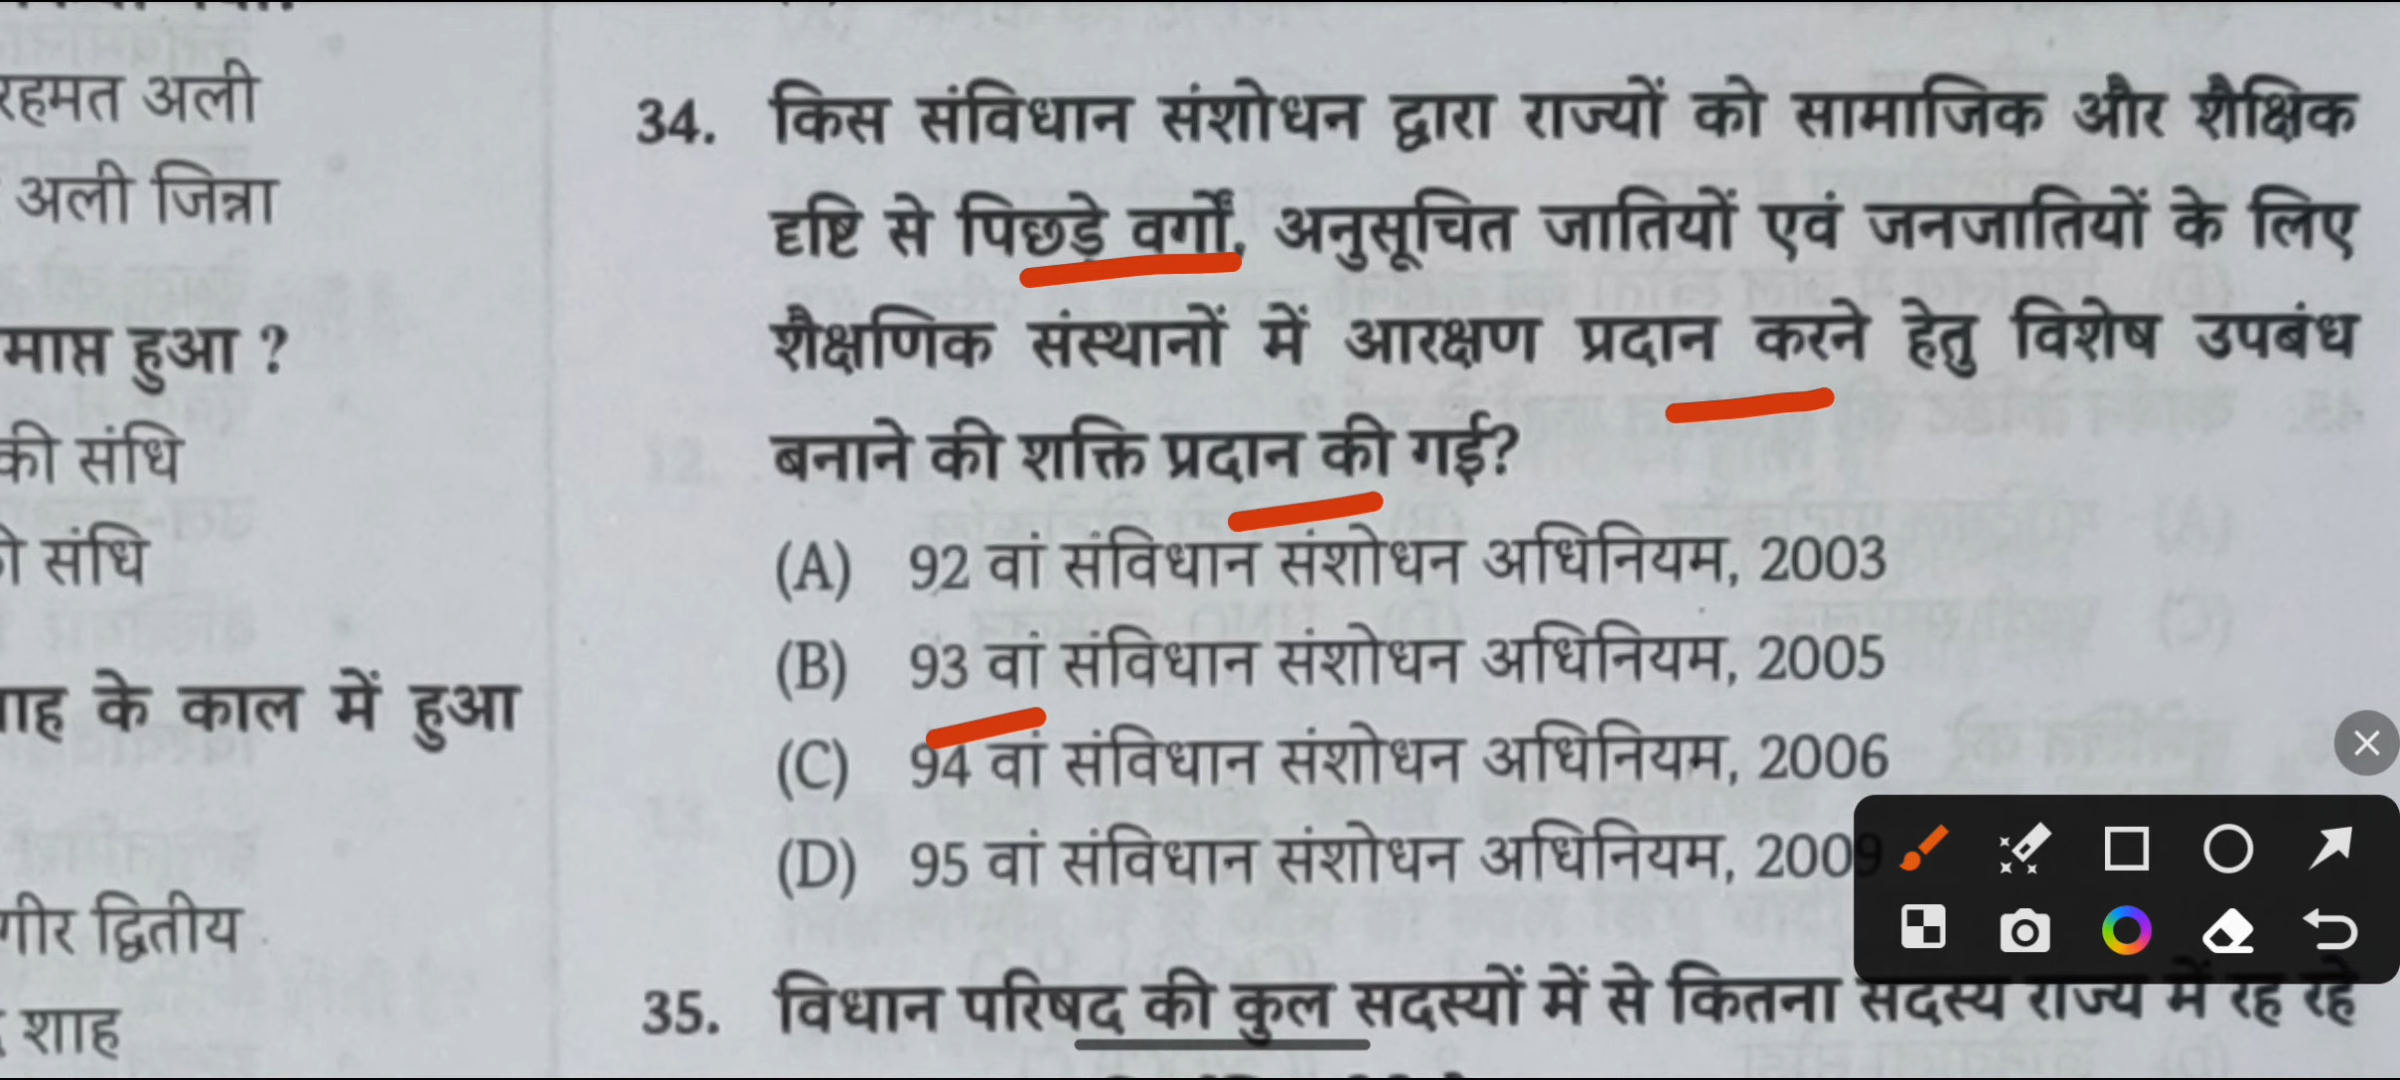 रहमत अली
अली जिन्ना
हुआ ?
की संधि
संधि
के काल में हुआ
द्वितीय
शाह
34. किस संविधान संशोधन द्वारा राज्यों को सामाजिक और शैक्षिक
दृष्टि से पिछड़े वर्गों, अनुसूचित जातियों एवं जनजातियों के लिए
शैक्षणिक संस्थानों में आरक्षण प्रदान करने हेतु विशेष उपबंध
बनाने की शक्ति प्रदान की गई?
(A) 92 वां संविधान संशोधन अधिनियम, 2003
(B) 93 वां संविधान संशोधन अधिनियम, 2005
(C) 94 वां संविधान संशोधन अधिनियम, 2006
(D) 95 वां संविधान संशोधन अधिनियम, 2009
35. विधान परिषद की कुल सदस्यों में से कितना सदस्य राज्य में रह रहे